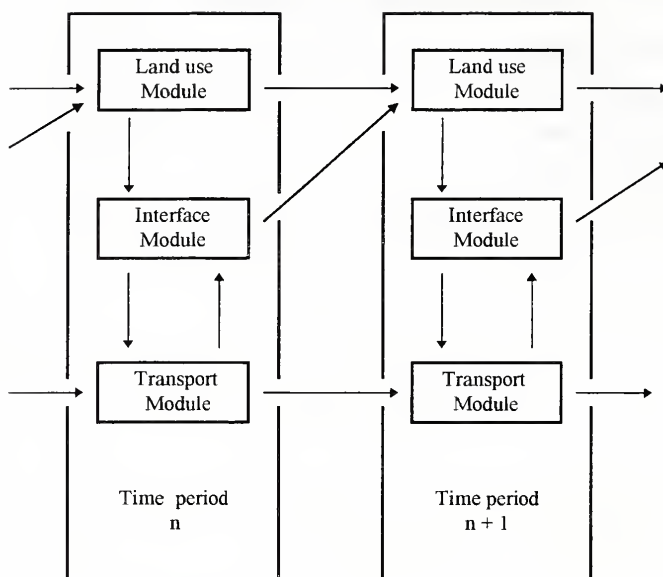 Land use
Module
Interface
Module
Transport
Module
Time period
n
Land use
Module
Interface
Module
Transport
Module
Time period
n + 1